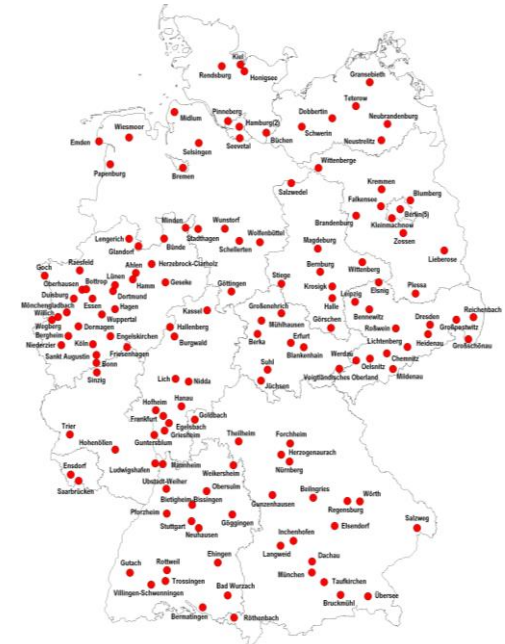 Kiel
Rendsburg
Honigsee
Gransebieth
Teterow
Dobbertin
Neubrandenburg
Schwerin
Neustrelitz
Pinneberg
Hamburg(2)
Midlum
Seevetal
Büchen
Wiesmoor
Emden
Selsingen
Papenburg
Bremen
Wittenberge
Salzwedel
Kremmen
Falkensee
Blumberg
Berlin(5)
Brandenburg
Kleinmachnow
Zossen
Minden
Wunstorf
Wolfenbüttel
Lengerich
Bünde
Stadthagen
Schellerten
Glandorf
Magdeburg
Lieberose
Herzebrock-Clarholz
Ahlen
Raesfeld
Goch
Oberhausen
Bottrop
Lünen
Hamm
Geseke
Göttingen
Stiege
Bernburg
Wittenberg
Elsnig
Plessa
Krosigk
Halle
Leipzig
Duisburg
Dortmund
Mönchengladbach
Willich
Essen
Hagen
Kassel
Großenehrich
Görschen
Bennewitz
Reichenbach
Großpostwitz
Wegberg
Wuppertal
Mühlhausen
Roßwein
Dresden
Bergheim
Dormagen
Engelskirchen
Hallenberg
Berka
Erfurt
Lichtenberg
Heidenau
Großschönau
Niederzier
Köln
Friesenhagen
Burgwald
Blankenhain
Werdau
Chemnitz
Sankt Augustin
Bonn
Suhl
Oelsnitz
Voigtländisches Oberland
Mildenau
Sinzig
Lich
Nidda
Jüchsen
Hofheim
Hanau
Frankfurt
Goldbach
Egelsbach
Griesheim
Trier
Guntersblum
Theilheim
Forchheim
Hohenöllen
Herzogenaurach
Ensdorf
Ludwigshafen
Mannheim
Weikersheim
Nürnberg
Saarbrücken
Ubstadt-Weiher
Obersulm
Gunzenhausen
Beilngries
Wörth
Bietigheim-Bissingen
Regensburg
Pforzheim
Göggingen
Elsendorf
Salzweg
Stuttgart
Neuhausen
Inchenhofen
Langweid
Ehingen
Dachau
Gutach
Rottweil
München
Trossingen
Taufkirchen
Villingen-Schwenningen
Bad Wurzach
Bruckmühl
Übersee
Bermatingen
Röthenbach